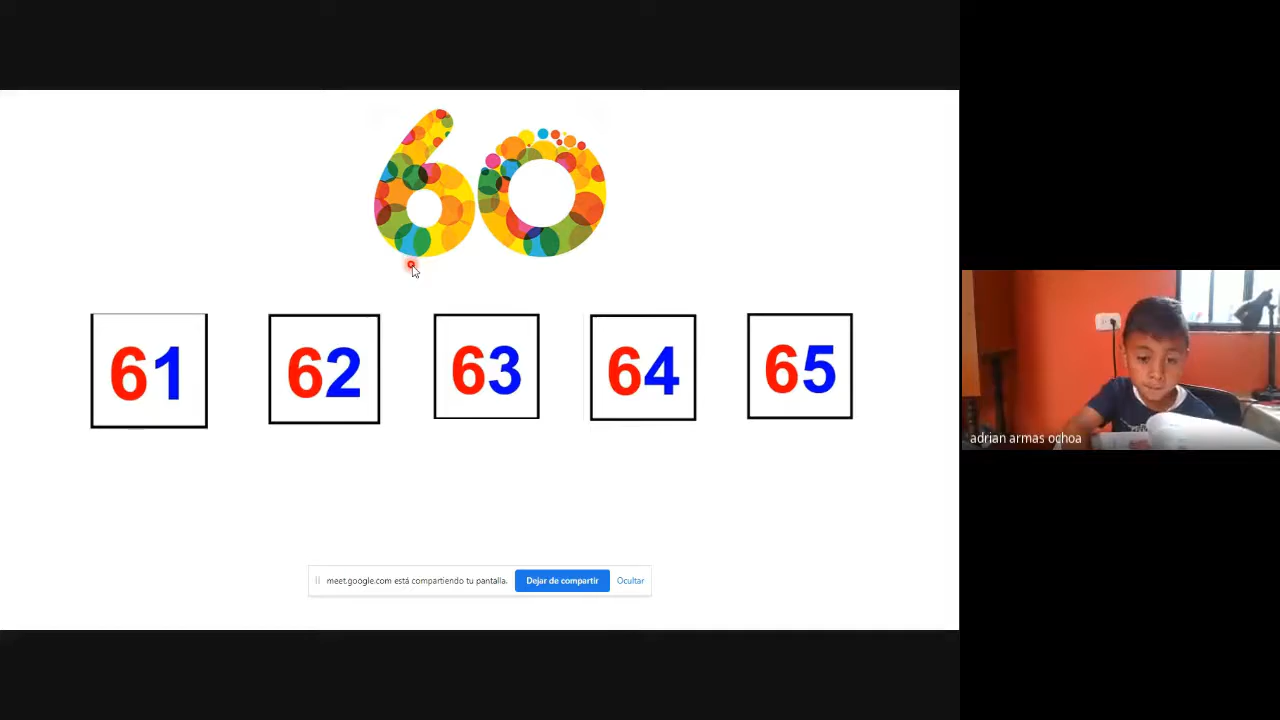 60
61 62 63 64 65
meet.google.com está compartiendo tu pantalla. Dejar de compartir Ocultar
adrian armas ochoa